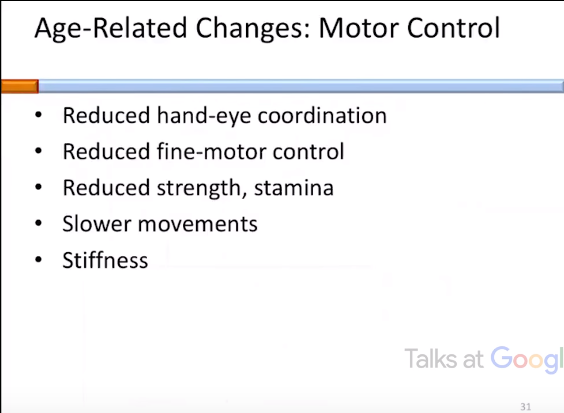 Age-Related Changes: Motor Control
• Reduced hand-eye coordination
• Reduced fine-motor control
• Reduced strength, stamina
• Slower movements
• Stiffness
Talks at Googl
31